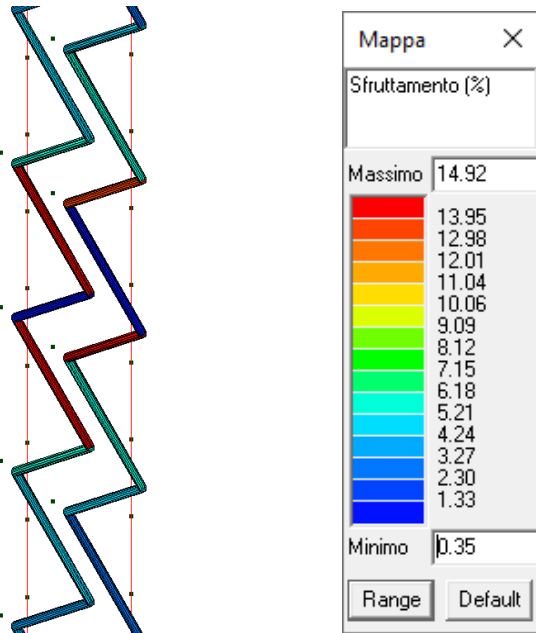 Mappa
Sfruttamento (%)
Massimo 14.92
13.95
12.98
12.01
11.04
10.06
9.09
8.12
7.15
6.18
5.21
4.24
3.27
2.30
1.33
Minimo 0.35
Range Default